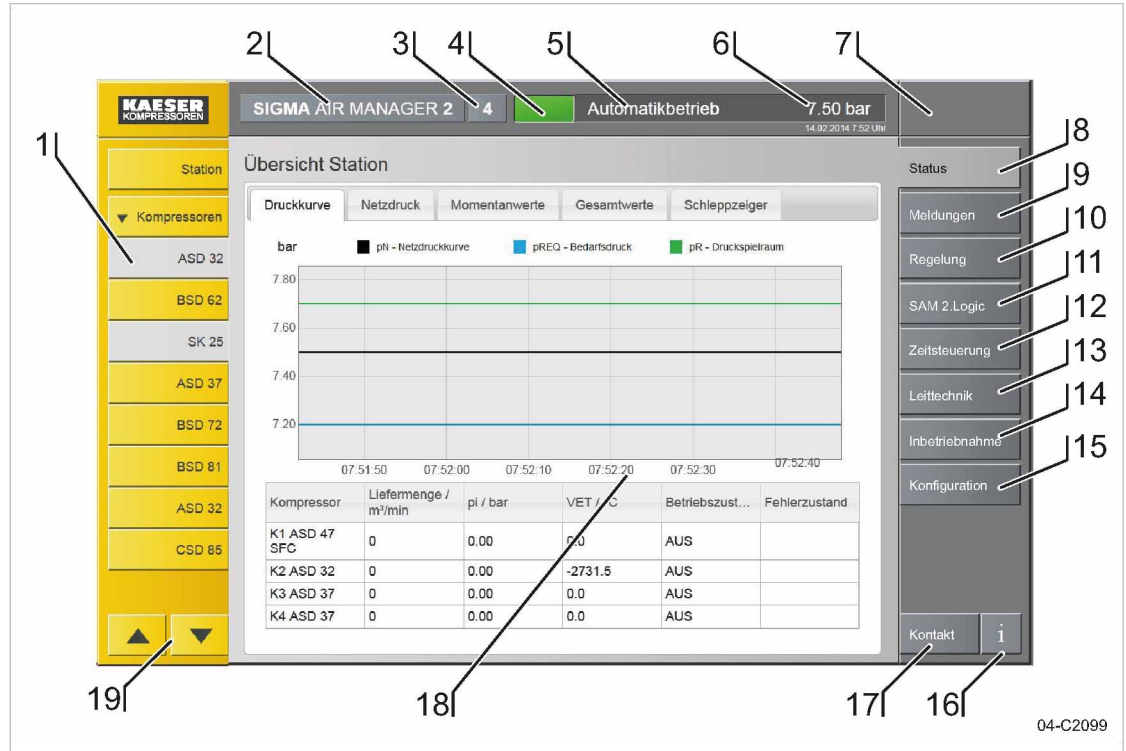 2 3 4 5 6 7
KAESER
KOMPRESSOREN
SIGMA AIR MANAGER 2
4
Automatikbetrieb
7.50 bar
14.02.2014 7:52 Uhr
1
Station
Kompressoren
ASD 32
BSD 62
SK 25
ASD 37
BSD 72
BSD 81
ASD 32
CSD 85
19
Übersicht Station
Druckkurve Netzdruck Momentanwerte Gesamtwerte Schleppzeiger
bar
pN - Netzdruckkurve pREQ - Bedarfsdruck pR - Druckspielraum
7.80
7.60
7.40
7.20
07:51:50 07:52:00 07:52:10 07:52:20 07:52:30 07:52:40
Kompressor Liefermenge / m³/min pi / bar VET / °C Betriebszust... Fehlerzustand
K1 ASD 47 SFC 0 0.00 0.0 AUS
K2 ASD 32 0 0.00 -2731.5 AUS
K3 ASD 37 0 0.00 0.0 AUS
K4 ASD 37 0 0.00 0.0 AUS
18
Status 8
Meldungen 9
Regelung 10
SAM 2.Logic 11
Zeitsteuerung 12
Leittechnik 13
Inbetriebnahme 14
Konfiguration 15
Kontakt i
17 16
04-C2099